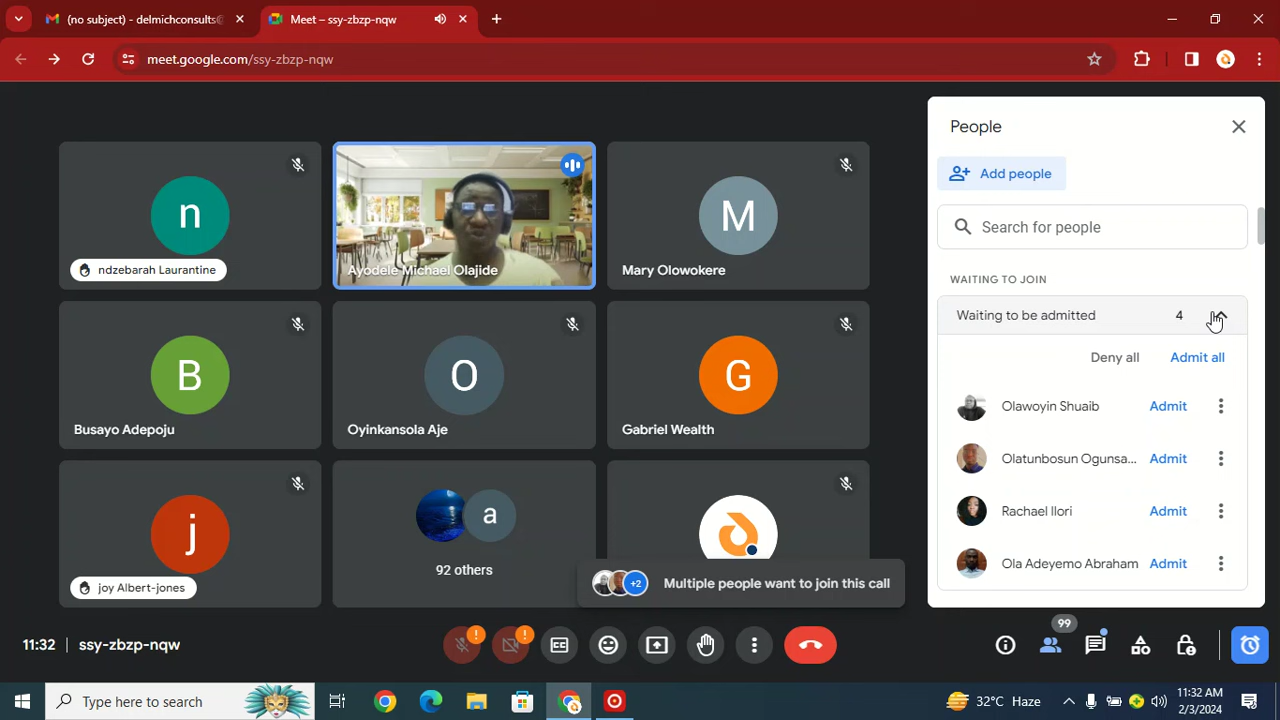 (no subject) - delmichconsults@
Meet – ssy-zbzp-nqw
meet.google.com/ssy-zbzp-nqw
n
ndzebarah Laurantine
Ayodele Michael Olajide
M
Mary Olowokere
B
Busayo Adepoju
O
Oyinkansola Aje
G
Gabriel Wealth
j
joy Albert-jones
a
92 others
+2
Multiple people want to join this call
People
Add people
Search for people
WAITING TO JOIN
Waiting to be admitted 4
Deny all Admit all
Olawoyin Shuaib Admit
Olatunbosun Ogunsa... Admit
Rachael Ilori Admit
Ola Adeyemo Abraham Admit
11:32 | ssy-zbzp-nqw
99
Type here to search
32°C Haze
11:32 AM
2/3/2024